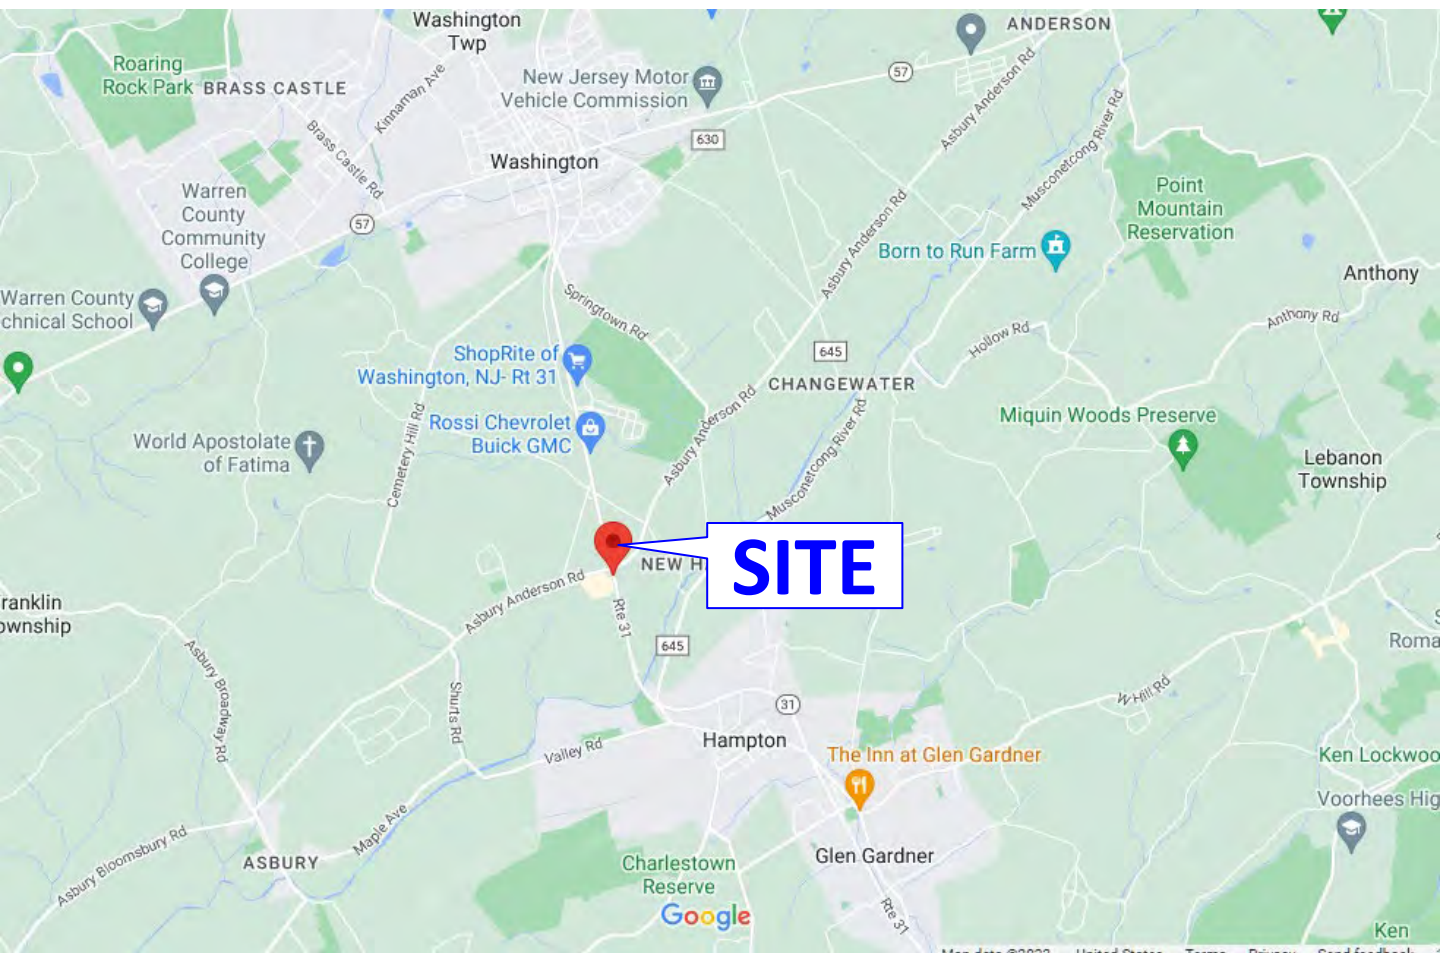 Washington
Twp
ANDERSON
Roaring
Rock Park
BRASS CASTLE
Kinnaman Ave
New Jersey Motor
Vehicle Commission
57
Asbury Anderson Rd
630
Musconetcong River Rd
Brass Castle Rd
Washington
Point
Mountain
Reservation
Warren
County
Community
College
57
Asbury Anderson Rd
Born to Run Farm
Anthony
Warren County
chnical School
Springtown Rd
Anthony Rd
Hollow Rd
645
ShopRite of
Washington, NJ- Rt 31
CHANGEWATER
Asbury Anderson Rd
Musconetcong River Rd
Miquin Woods Preserve
Cemetery Hill Rd
Rossi Chevrolet
Buick GMC
World Apostolate
of Fatima
Lebanon
Township
SITE
NEW H
Asbury Anderson Rd
Rte 31
ranklin
ownship
645
Roma
Asbury Broadway Rd
Shurts Rd
W Hill Rd
31
Hampton
Valley Rd
The Inn at Glen Gardner
Ken Lockwoo
Voorhees Hig
Maple Ave
Asbury Bloomsbury Rd
ASBURY
Glen Gardner
Charlestown
Reserve
Rte 31
Google
Ken